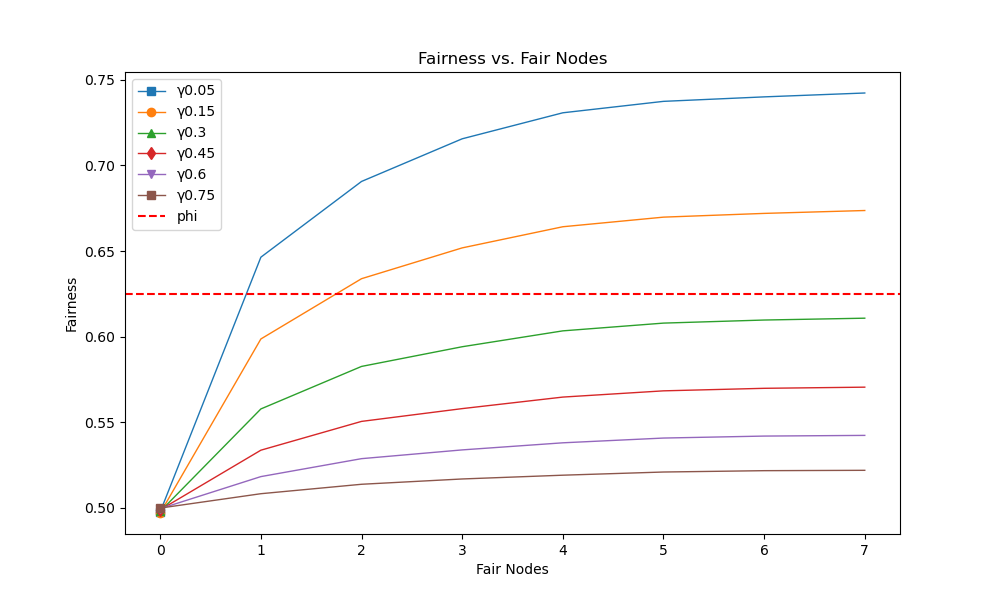 Fairness vs. Fair Nodes
γ0.05
γ0.15
γ0.3
γ0.45
γ0.6
γ0.75
phi
0.75
0.70
0.65
0.60
0.55
0.50
Fairness
0 1 2 3 4 5 6 7
Fair Nodes